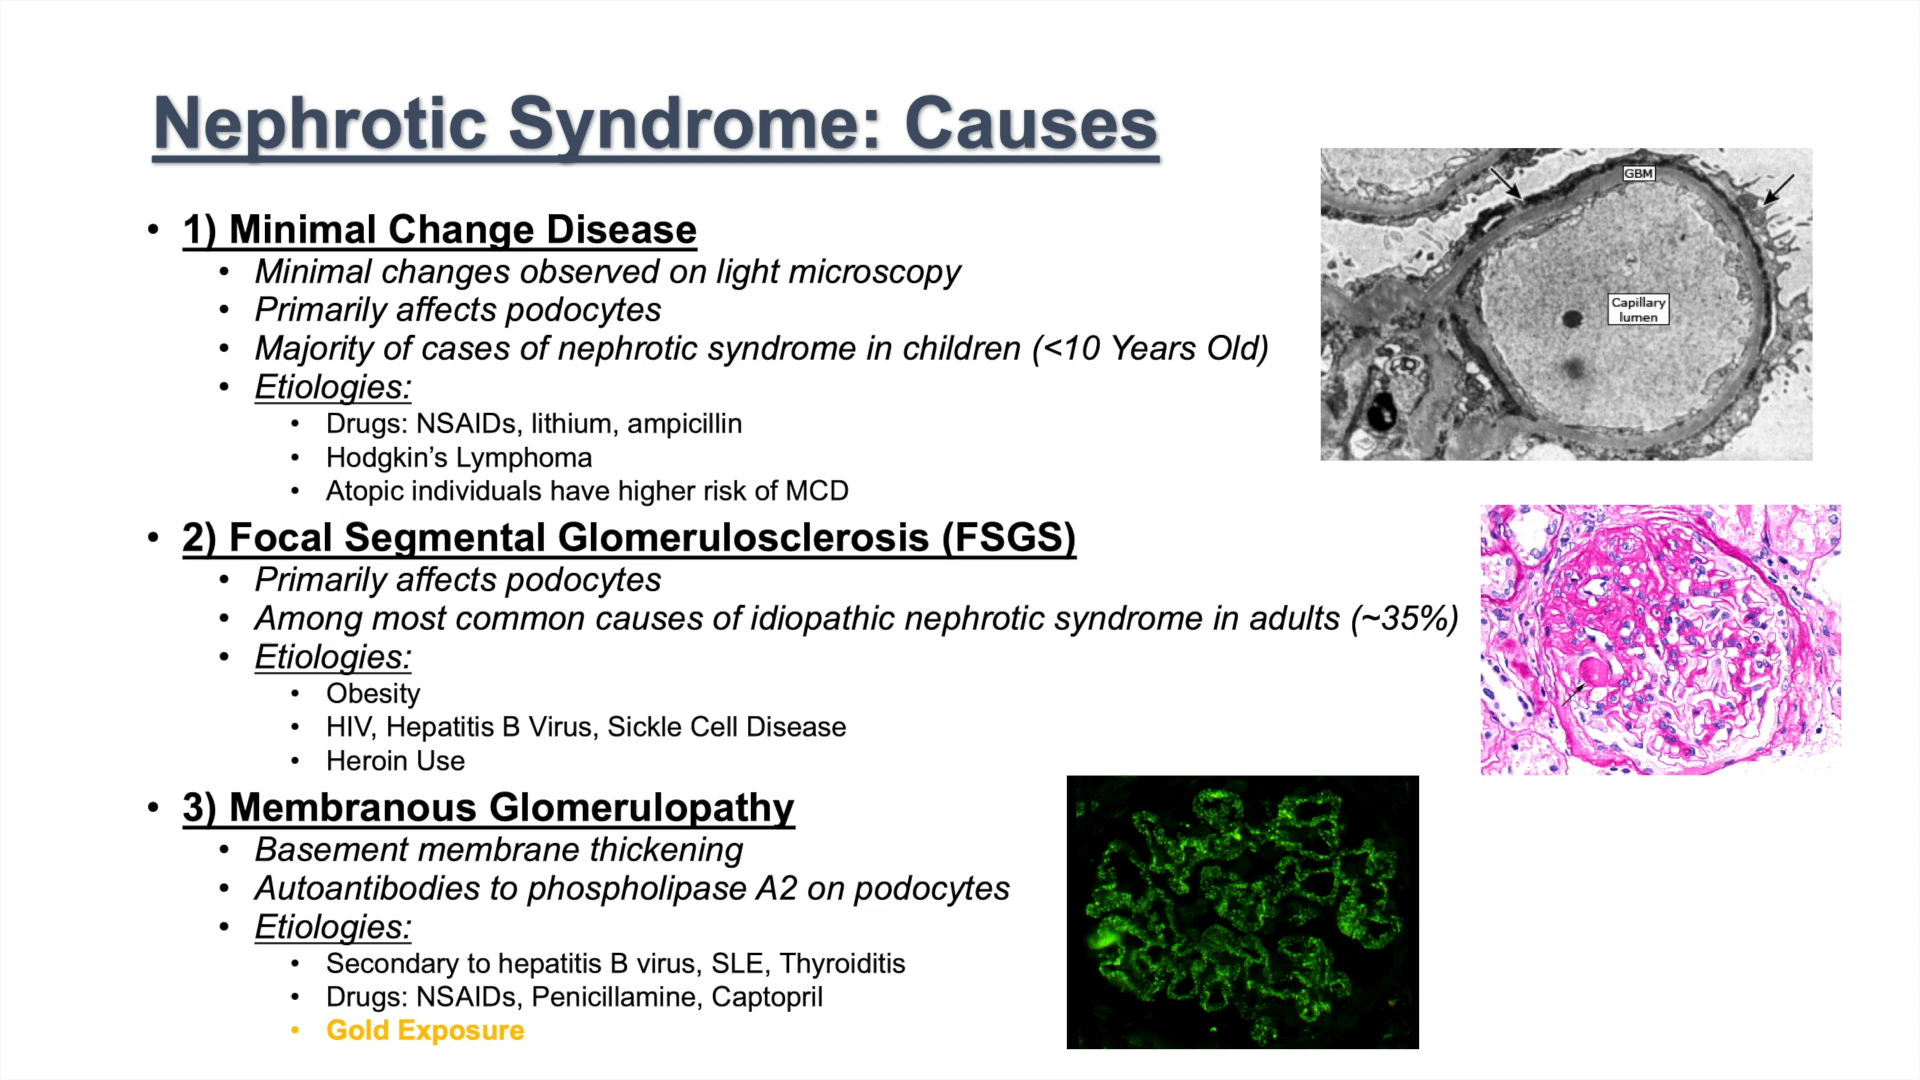 Nephrotic Syndrome: Causes
• 1) Minimal Change Disease
• Minimal changes observed on light microscopy
• Primarily affects podocytes
• Majority of cases of nephrotic syndrome in children (<10 Years Old)
• Etiologies:
• Drugs: NSAIDs, lithium, ampicillin
• Hodgkin’s Lymphoma
• Atopic individuals have higher risk of MCD
• 2) Focal Segmental Glomerulosclerosis (FSGS)
• Primarily affects podocytes
• Among most common causes of idiopathic nephrotic syndrome in adults (~35%)
• Etiologies:
• Obesity
• HIV, Hepatitis B Virus, Sickle Cell Disease
• Heroin Use
• 3) Membranous Glomerulopathy
• Basement membrane thickening
• Autoantibodies to phospholipase A2 on podocytes
• Etiologies:
• Secondary to hepatitis B virus, SLE, Thyroiditis
• Drugs: NSAIDs, Penicillamine, Captopril
• Gold Exposure
GBM
Capillary
lumen